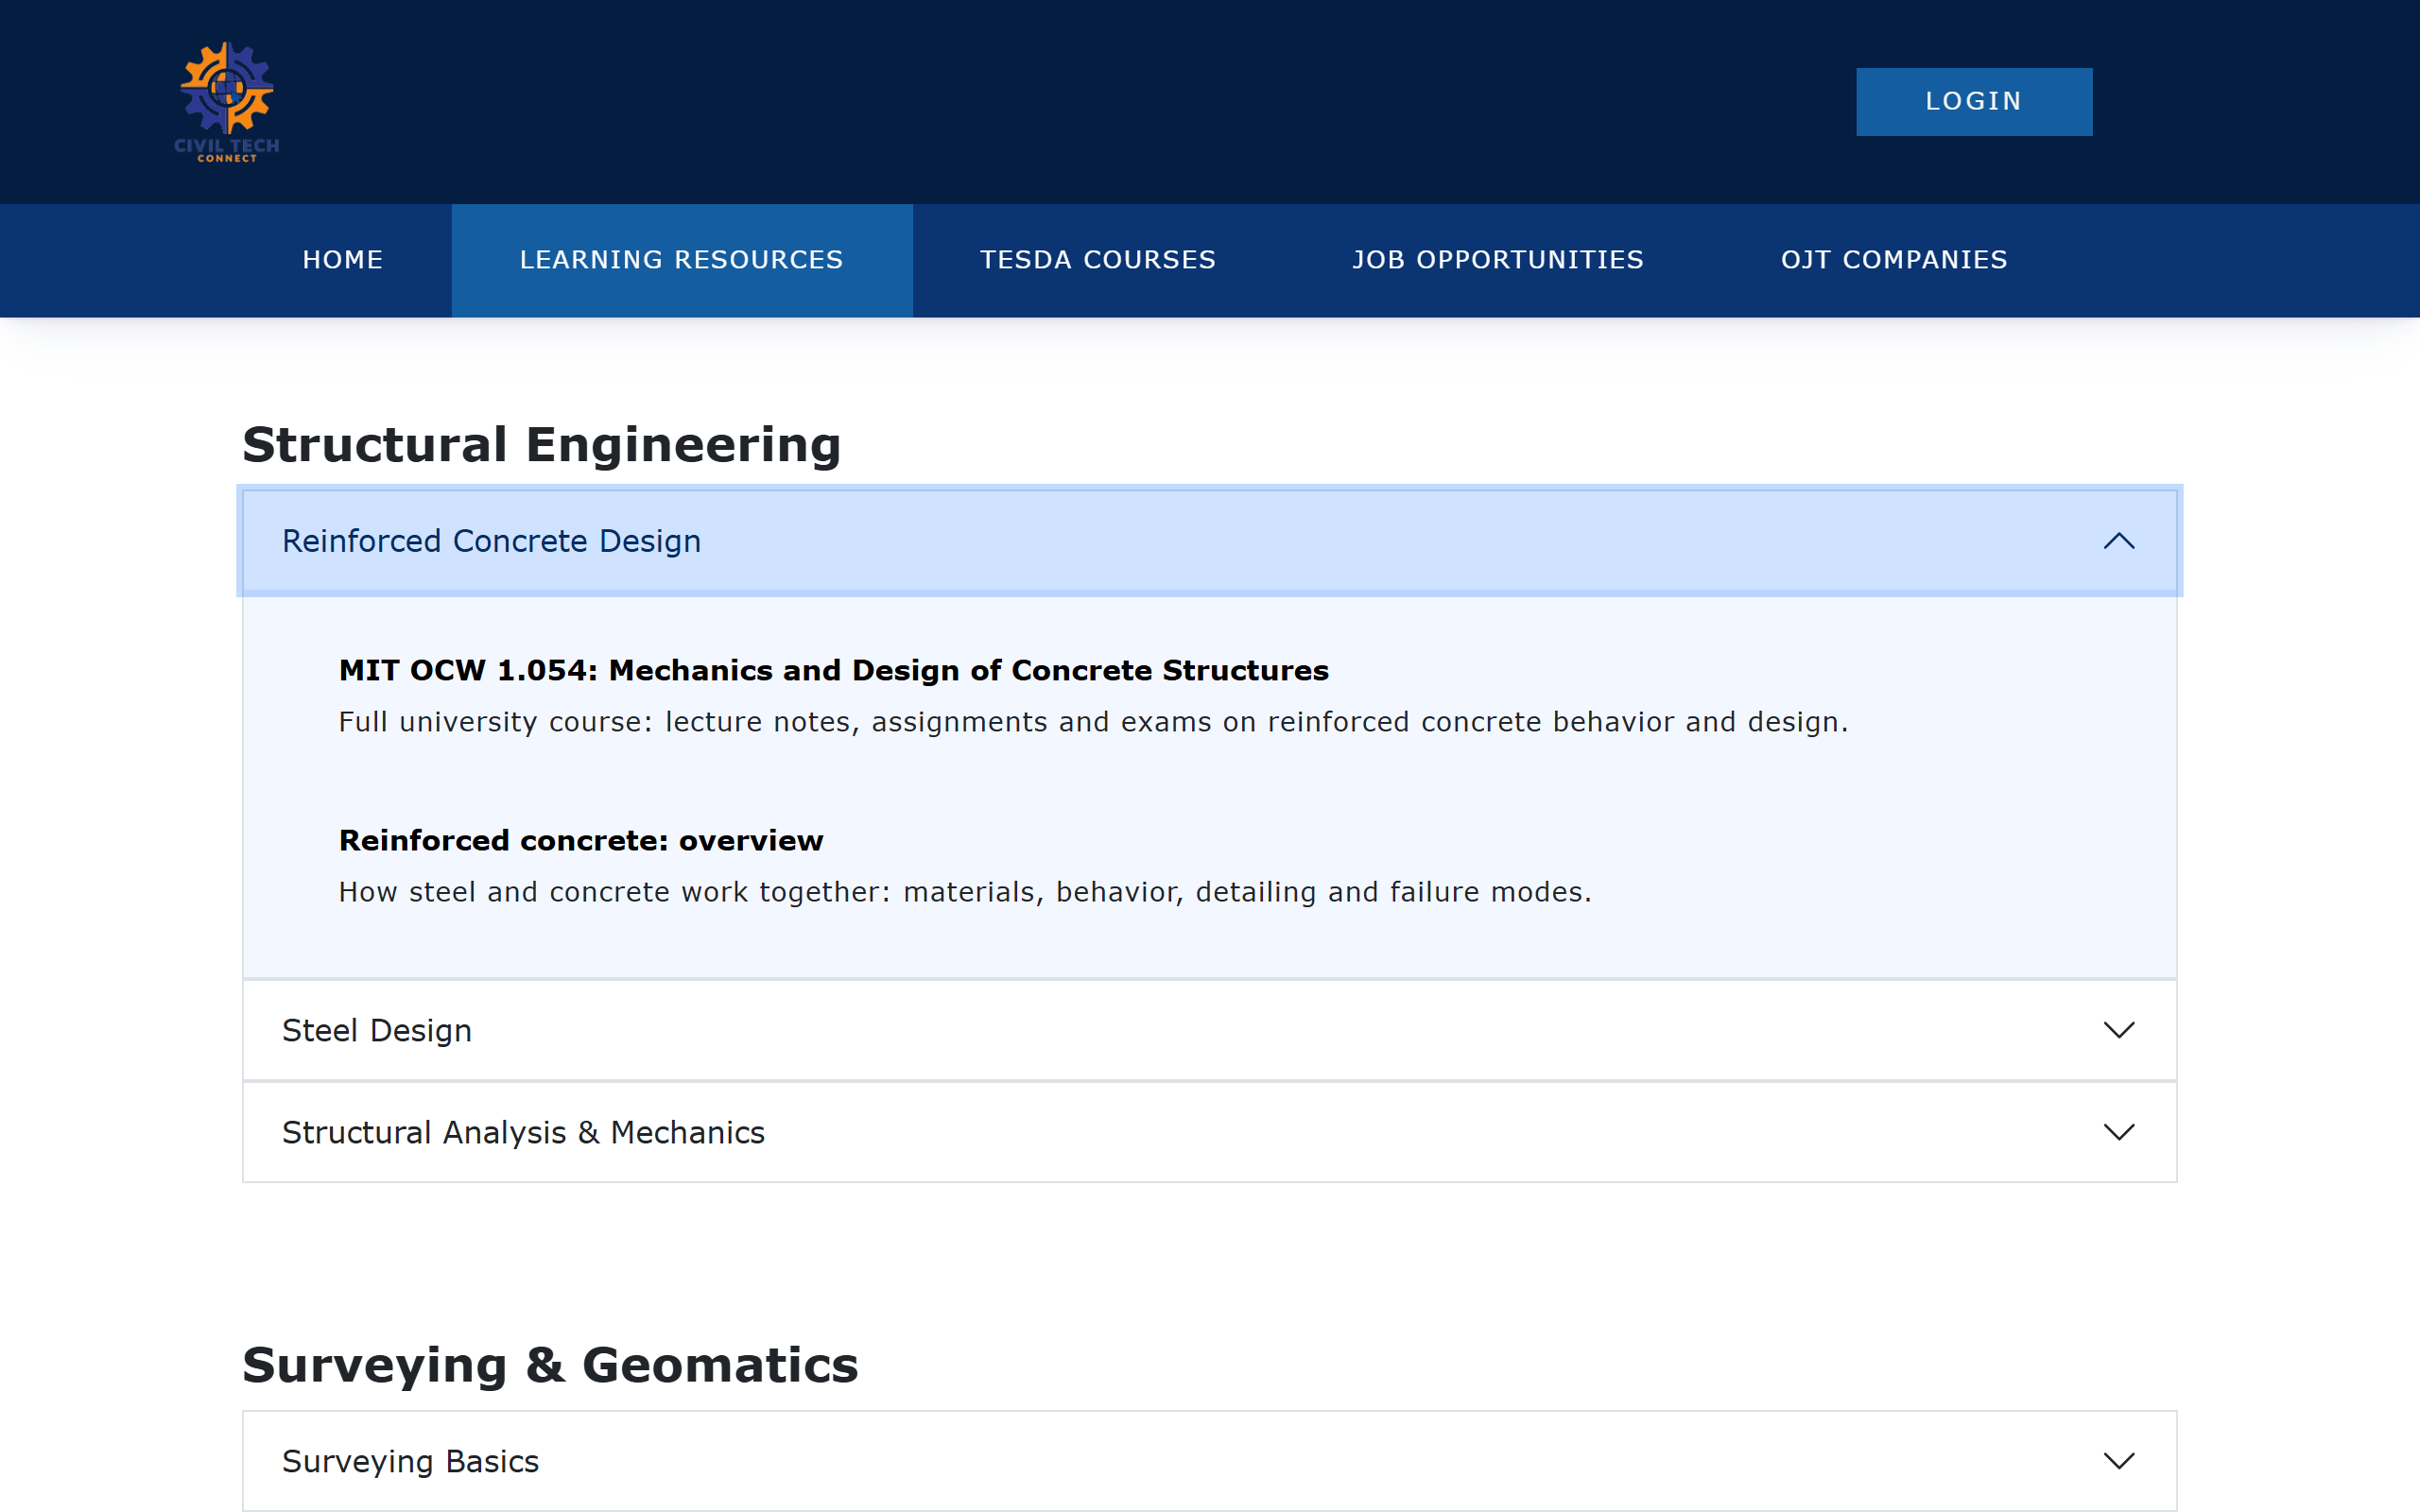 CIVIL TECH
CONNECT
LOGIN
HOME
LEARNING RESOURCES
TESDA COURSES
JOB OPPORTUNITIES
OJT COMPANIES
Structural Engineering
Reinforced Concrete Design
MIT OCW 1.054: Mechanics and Design of Concrete Structures
Full university course: lecture notes, assignments and exams on reinforced concrete behavior and design.
Reinforced concrete: overview
How steel and concrete work together: materials, behavior, detailing and failure modes.
Steel Design
Structural Analysis & Mechanics
Surveying & Geomatics
Surveying Basics